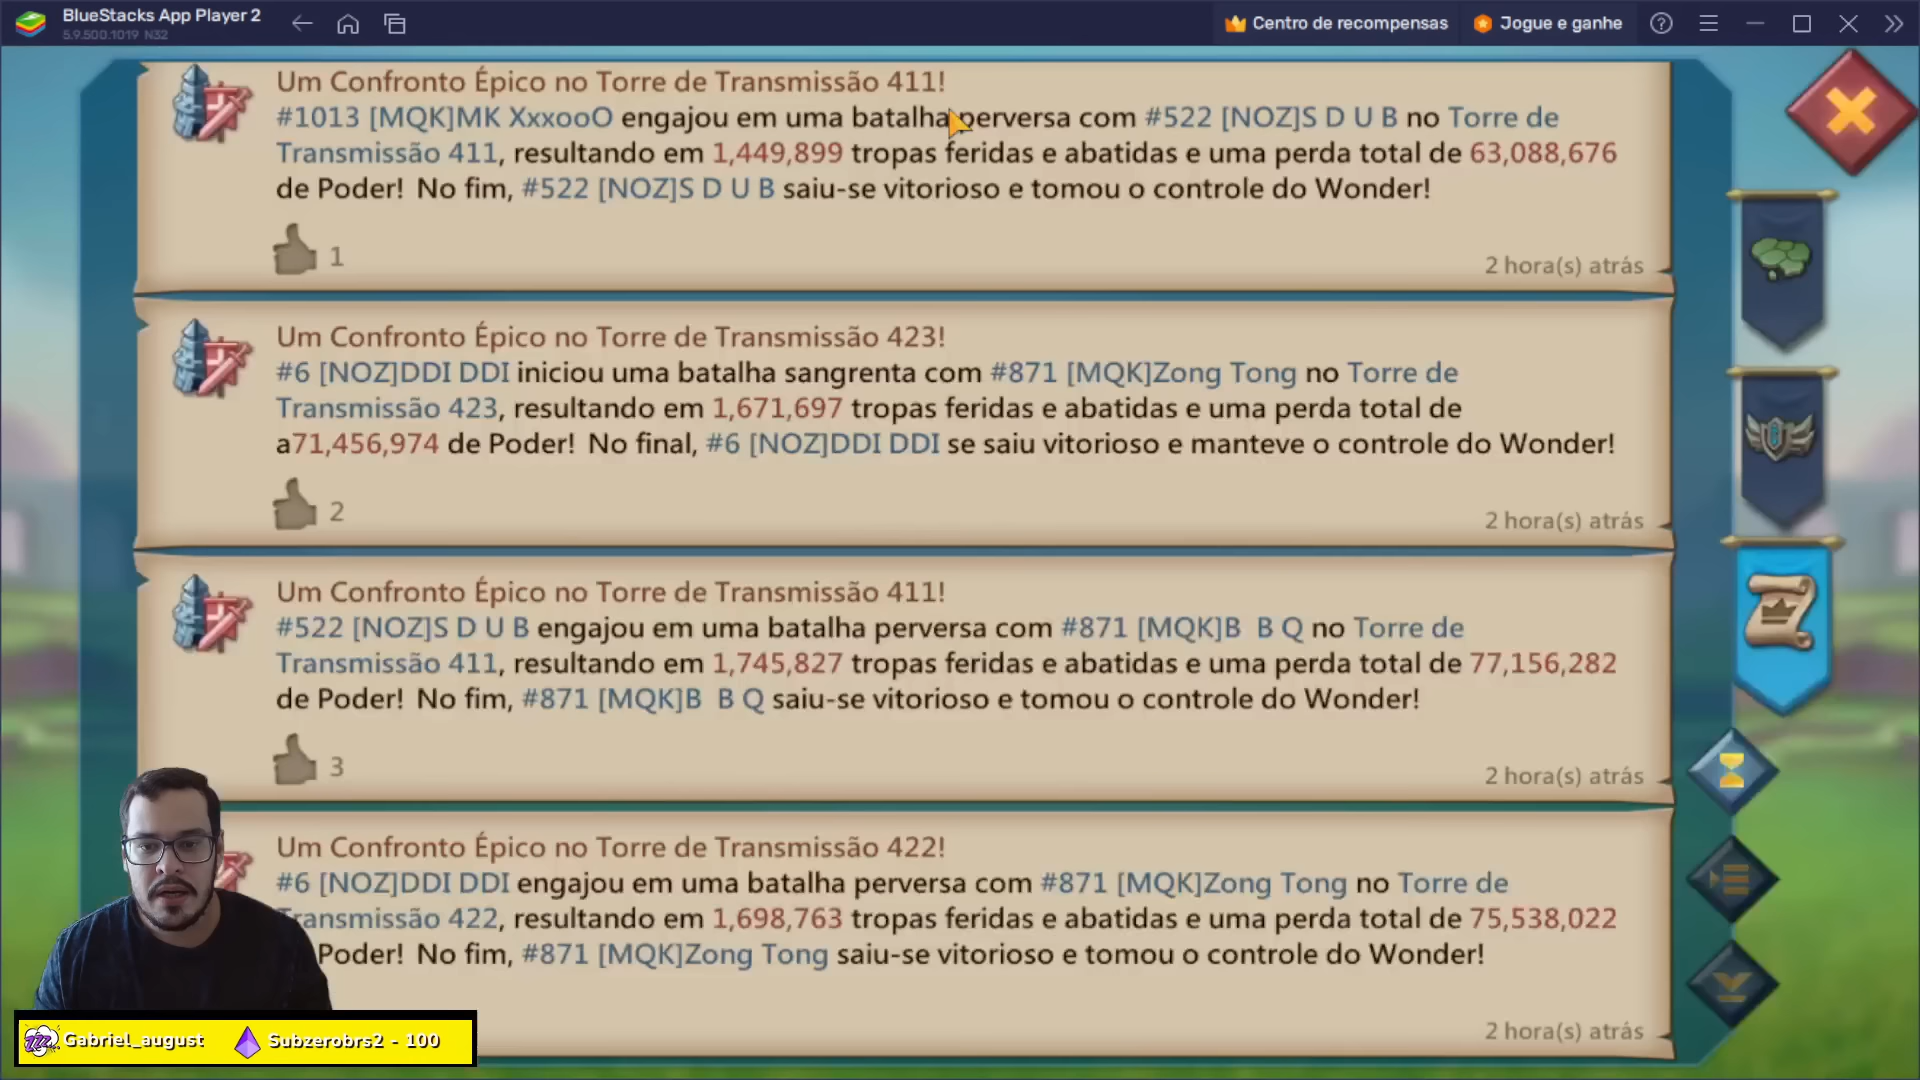 BlueStacks App Player 2
5.9.500.1019 N32
Centro de recompensas
Jogue e ganhe
Um Confronto Épico no Torre de Transmissão 411!
#1013 [MQK]MK XxxooO engajou em uma batalha perversa com #522 [NOZ]S D U B no Torre de
Transmissão 411, resultando em 1,449,899 tropas feridas e abatidas e uma perda total de 63,088,676
de Poder! No fim, #522 [NOZ]S D U B saiu-se vitorioso e tomou o controle do Wonder!
1
2 hora(s) atrás
Um Confronto Épico no Torre de Transmissão 423!
#6 [NOZ]DDI DDI iniciou uma batalha sangrenta com #871 [MQK]Zong Tong no Torre de
Transmissão 423, resultando em 1,671,697 tropas feridas e abatidas e uma perda total de
a71,456,974 de Poder! No final, #6 [NOZ]DDI DDI se saiu vitorioso e manteve o controle do Wonder!
2
2 hora(s) atrás
Um Confronto Épico no Torre de Transmissão 411!
#522 [NOZ]S D U B engajou em uma batalha perversa com #871 [MQK]B B Q no Torre de
Transmissão 411, resultando em 1,745,827 tropas feridas e abatidas e uma perda total de 77,156,282
de Poder! No fim, #871 [MQK]B B Q saiu-se vitorioso e tomou o controle do Wonder!
3
2 hora(s) atrás
Um Confronto Épico no Torre de Transmissão 422!
#6 [NOZ]DDI DDI engajou em uma batalha perversa com #871 [MQK]Zong Tong no Torre de
Transmissão 422, resultando em 1,698,763 tropas feridas e abatidas e uma perda total de 75,538,022
Poder! No fim, #871 [MQK]Zong Tong saiu-se vitorioso e tomou o controle do Wonder!
2 hora(s) atrás
Gabriel_august
Subzerobrs2 - 100